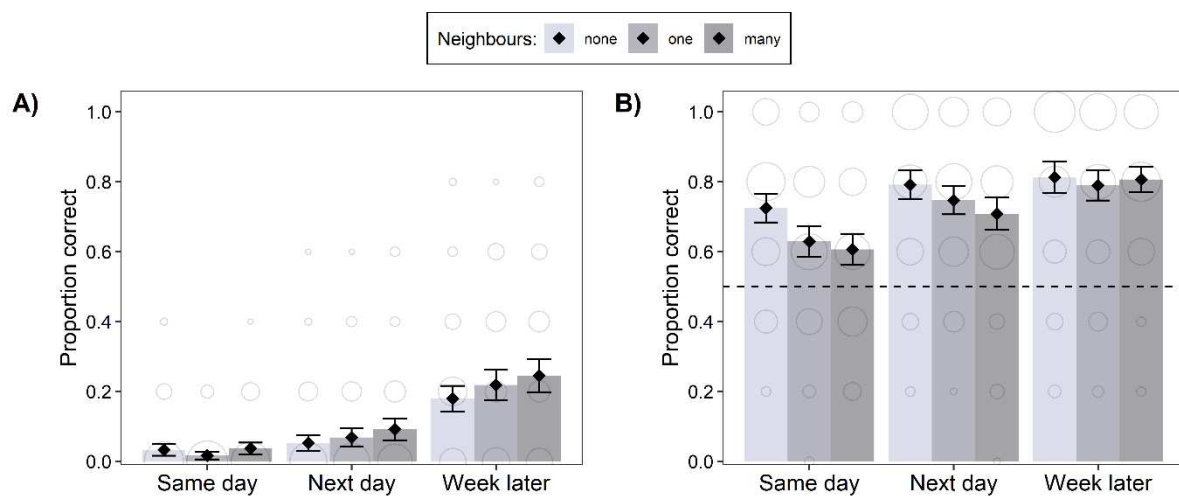 Neighbours: none one many
A)
B)
Proportion correct
1.0
0.8
0.6
0.4
0.2
0.0
Same day Next day Week later
Proportion correct
1.0
0.8
0.6
0.4
0.2
0.0
Same day Next day Week later